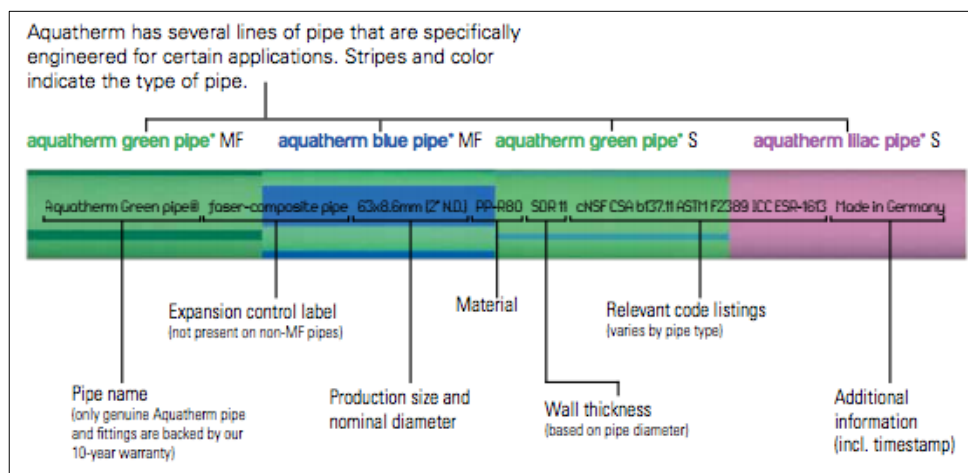 Aquatherm has several lines of pipe that are specifically
engineered for certain applications. Stripes and color
indicate the type of pipe.
aquatherm green pipe® MF aquatherm blue pipe® MF aquatherm green pipe® S aquatherm lilac pipe® S
Aquatherm Green pipe® faser-composite pipe 63x8.6mm (2" N.D.) PP-R80 SDR 11 cNSF CSA b137.11 ASTM F2389 ICC ESR-1613 Made in Germany
Expansion control label
(not present on non-MF pipes)
Material
Relevant code listings
(varies by pipe type)
Pipe name
(only genuine Aquatherm pipe
and fittings are backed by our
10-year warranty)
Production size and
nominal diameter
Wall thickness
(based on pipe diameter)
Additional
information
(incl. timestamp)